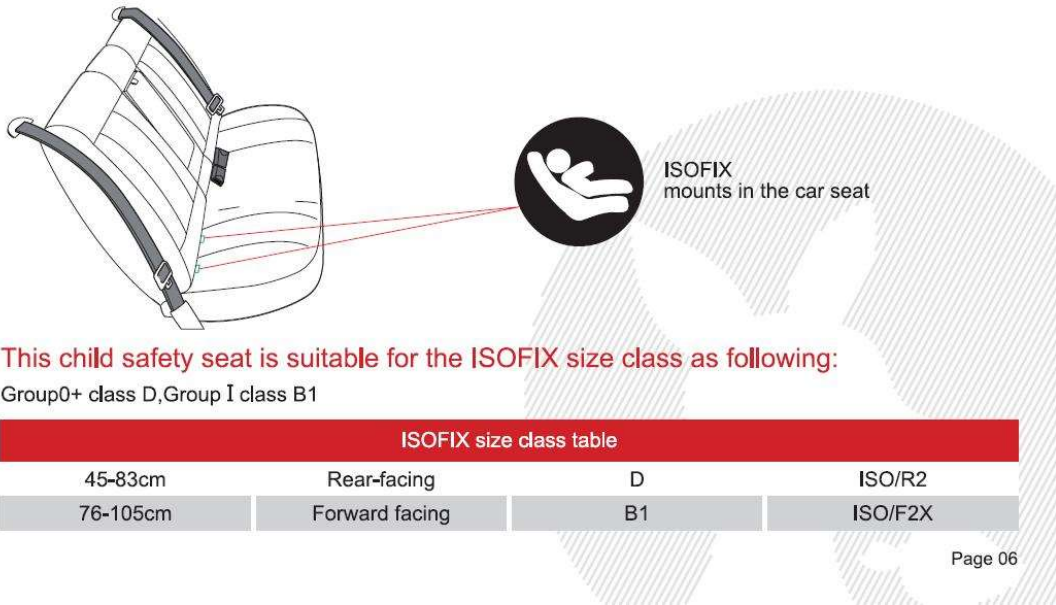 ISOFIX
mounts in the car seat
This child safety seat is suitable for the ISOFIX size class as following:
Group0+ class D,Group I class B1
ISOFIX size class table
45-83cm Rear-facing D ISO/R2
76-105cm Forward facing B1 ISO/F2X
Page 06